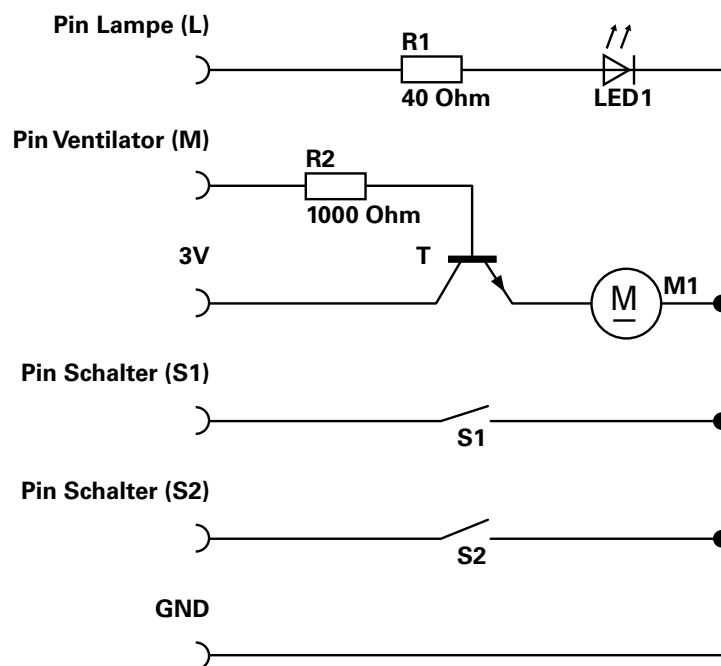 Pin Lampe (L)
R1
40 Ohm
LED1
Pin Ventilator (M)
R2
1000 Ohm
3V
T
M
M1
Pin Schalter (S1)
S1
Pin Schalter (S2)
S2
GND